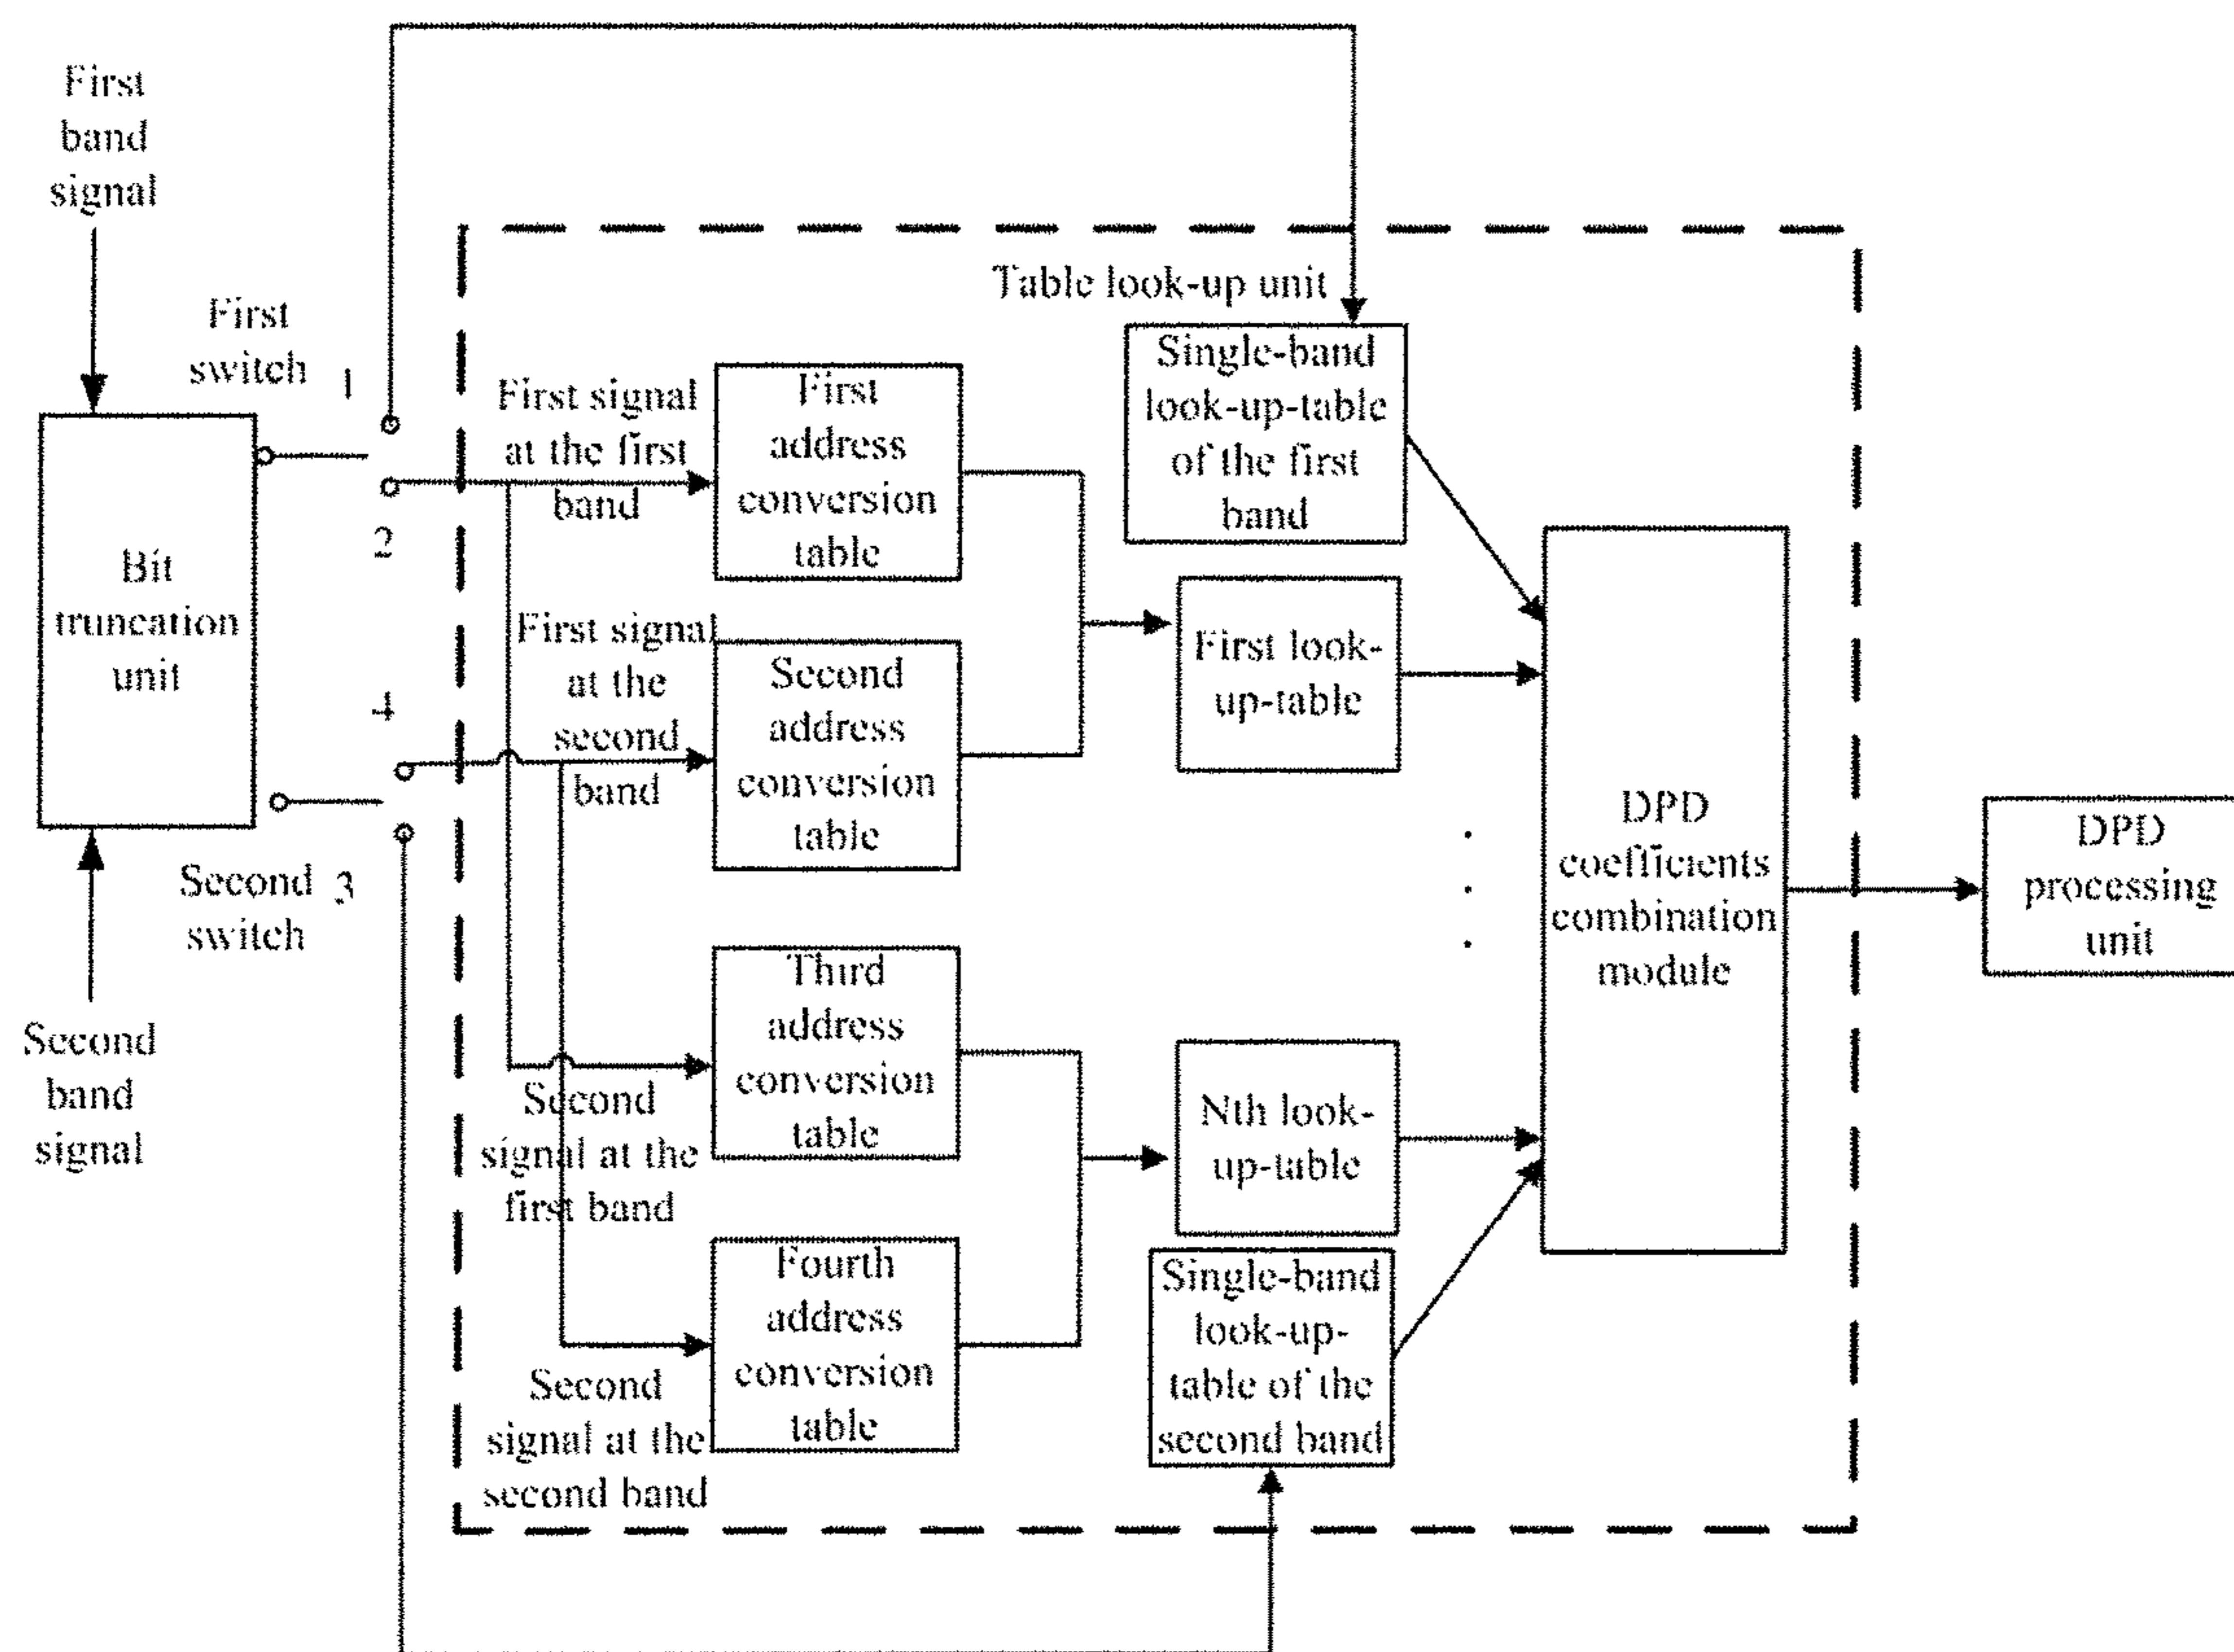 First
band
signal
First
switch
1
2
Bit
truncation
unit
4
3
Second
switch
Second
band
signal
Table look-up unit
First signal
at the first
band
First
address
conversion
table
First signal
at the
second
band
Second
address
conversion
table
Second
signal at the
first band
Third
address
conversion
table
Second
signal at the
second band
Fourth
address
conversion
table
Single-band
look-up-table
of the first
band
First look-
up-table
Nth look-
up-table
Single-band
look-up-
table of the
second band
DPD
coefficients
combination
module
DPD
processing
unit